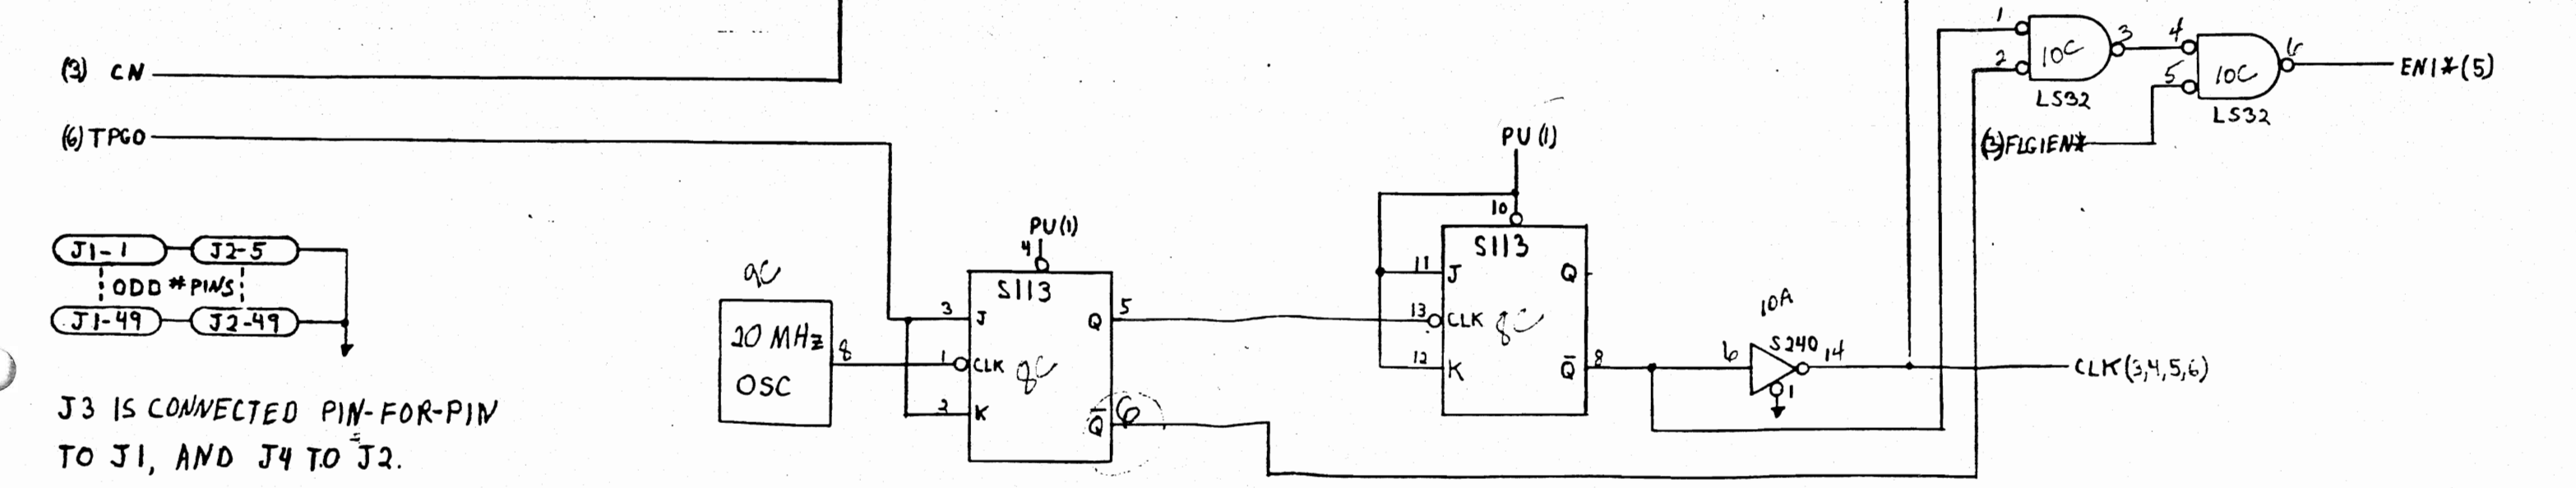 (3) CN
(6) TPGO
J1-1 J2-5
ODD # PINS
J1-49 J2-49
J3 IS CONNECTED PIN-FOR-PIN
TO J1, AND J4 TO J2.
9C
20 MHz
OSC
8
PU(1)
4
S113
3 J
1 CLK
2 K
8C
Q 5
Q̅ 6
PU(1)
10
S113
11 J
13 CLK
12 K
8C
Q
Q̅ 8
10A
6 S240 14
1
CLK(3,4,5,6)
1
2
10C
3
LS32
4
5
10C
6
LS32
(3)FLG1EN*
EN1*(5)